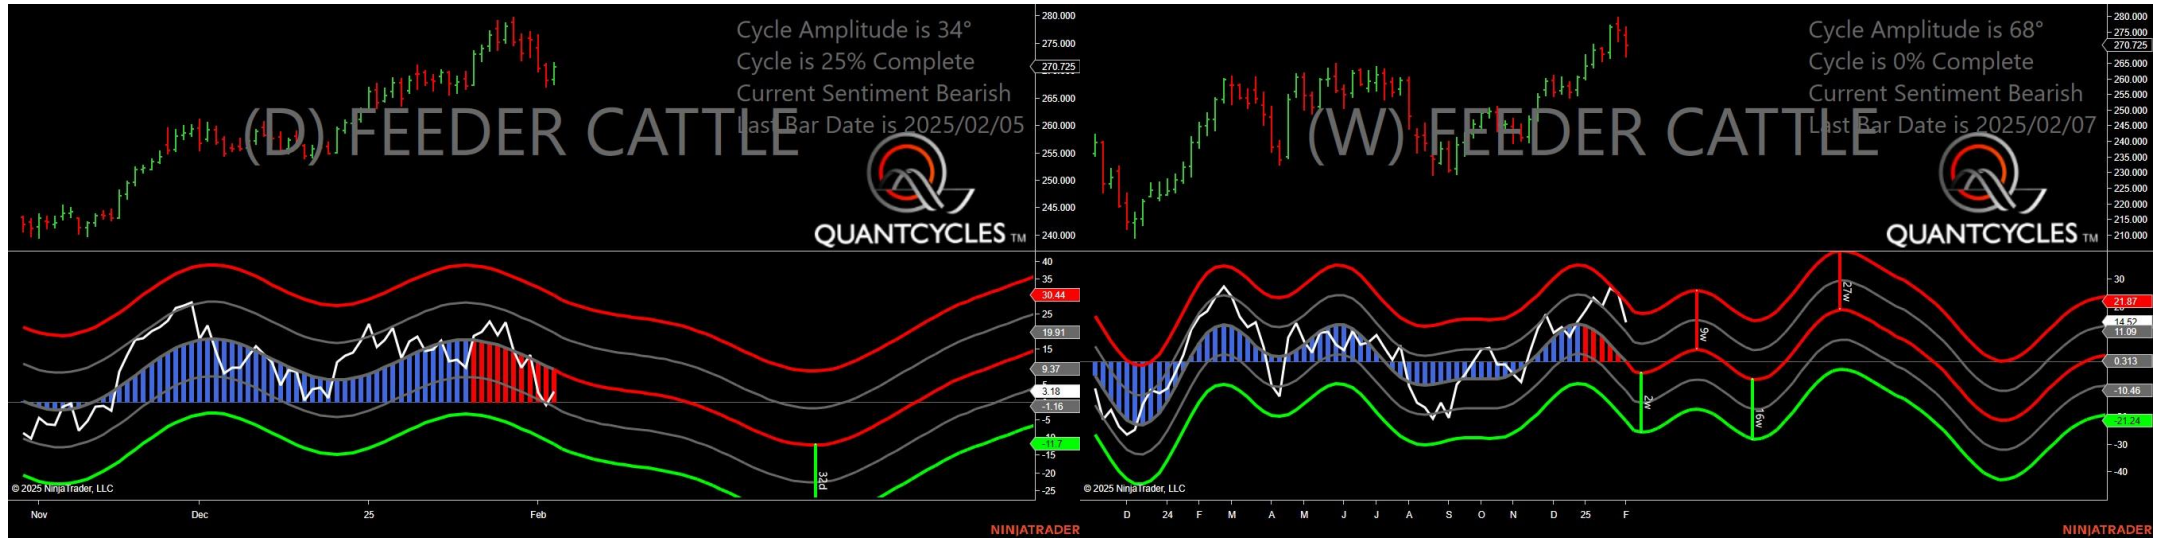 Cycle Amplitude is 34°
Cycle is 25% Complete
Current Sentiment Bearish
Last Bar Date is 2025/02/05
(D) FEEDER CATTLE
QUANTCYCLES TM
280.000
275.000
270.725
265.000
260.000
255.000
250.000
245.000
240.000
40
35
30.44
25
19.91
15
9.37
3.18
-1.16
-5
-11.7
-15
-20
-25
32d
© 2025 NinjaTrader, LLC
Nov Dec 25 Feb
NINJATRADER
Cycle Amplitude is 68°
Cycle is 0% Complete
Current Sentiment Bearish
Last Bar Date is 2025/02/07
(W) FEEDER CATTLE
QUANTCYCLES TM
280.000
275.000
270.725
265.000
260.000
255.000
250.000
245.000
240.000
235.000
230.000
225.000
220.000
215.000
210.000
30
21.87
14.52
11.09
0.313
-10.46
-21.24
-30
-40
2w
9w
16w
27w
© 2025 NinjaTrader, LLC
D 24 F M A M J J A S O N D 25 F
NINJATRADER